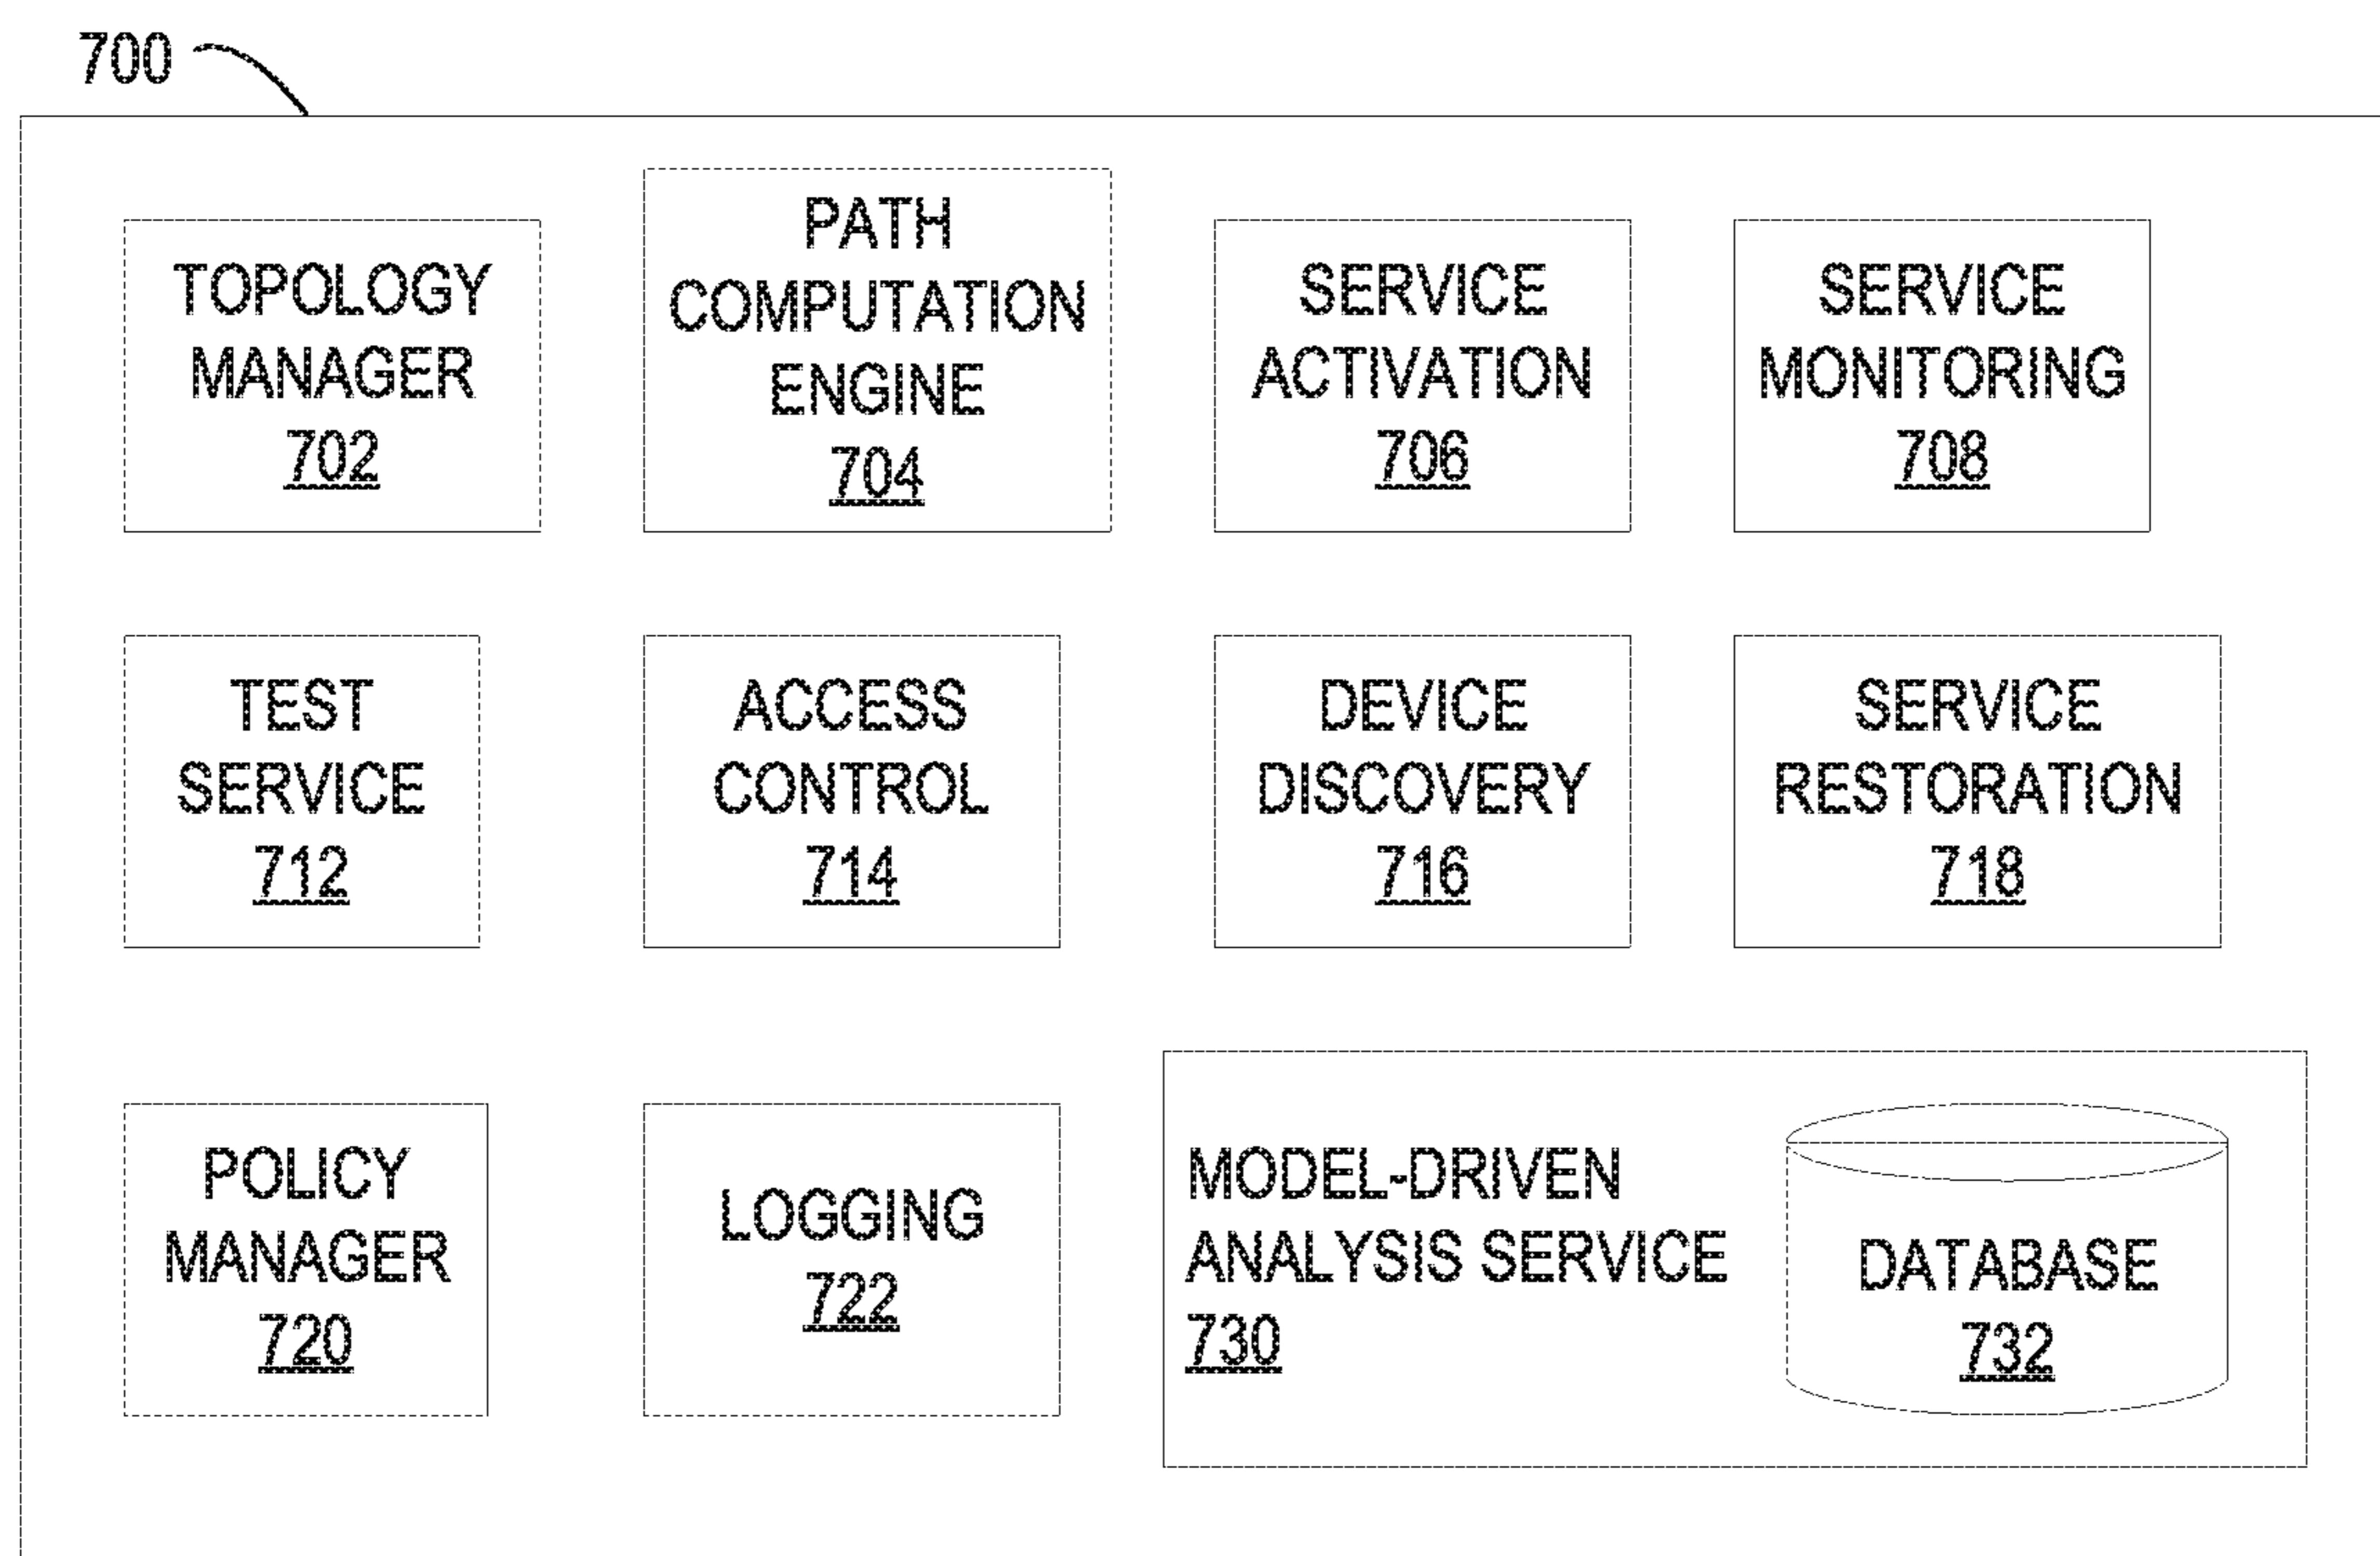 700
TOPOLOGY
MANAGER
702
PATH
COMPUTATION
ENGINE
704
SERVICE
ACTIVATION
706
SERVICE
MONITORING
708
TEST
SERVICE
712
ACCESS
CONTROL
714
DEVICE
DISCOVERY
716
SERVICE
RESTORATION
718
POLICY
MANAGER
720
LOGGING
722
MODEL-DRIVEN
ANALYSIS SERVICE
730
DATABASE
732